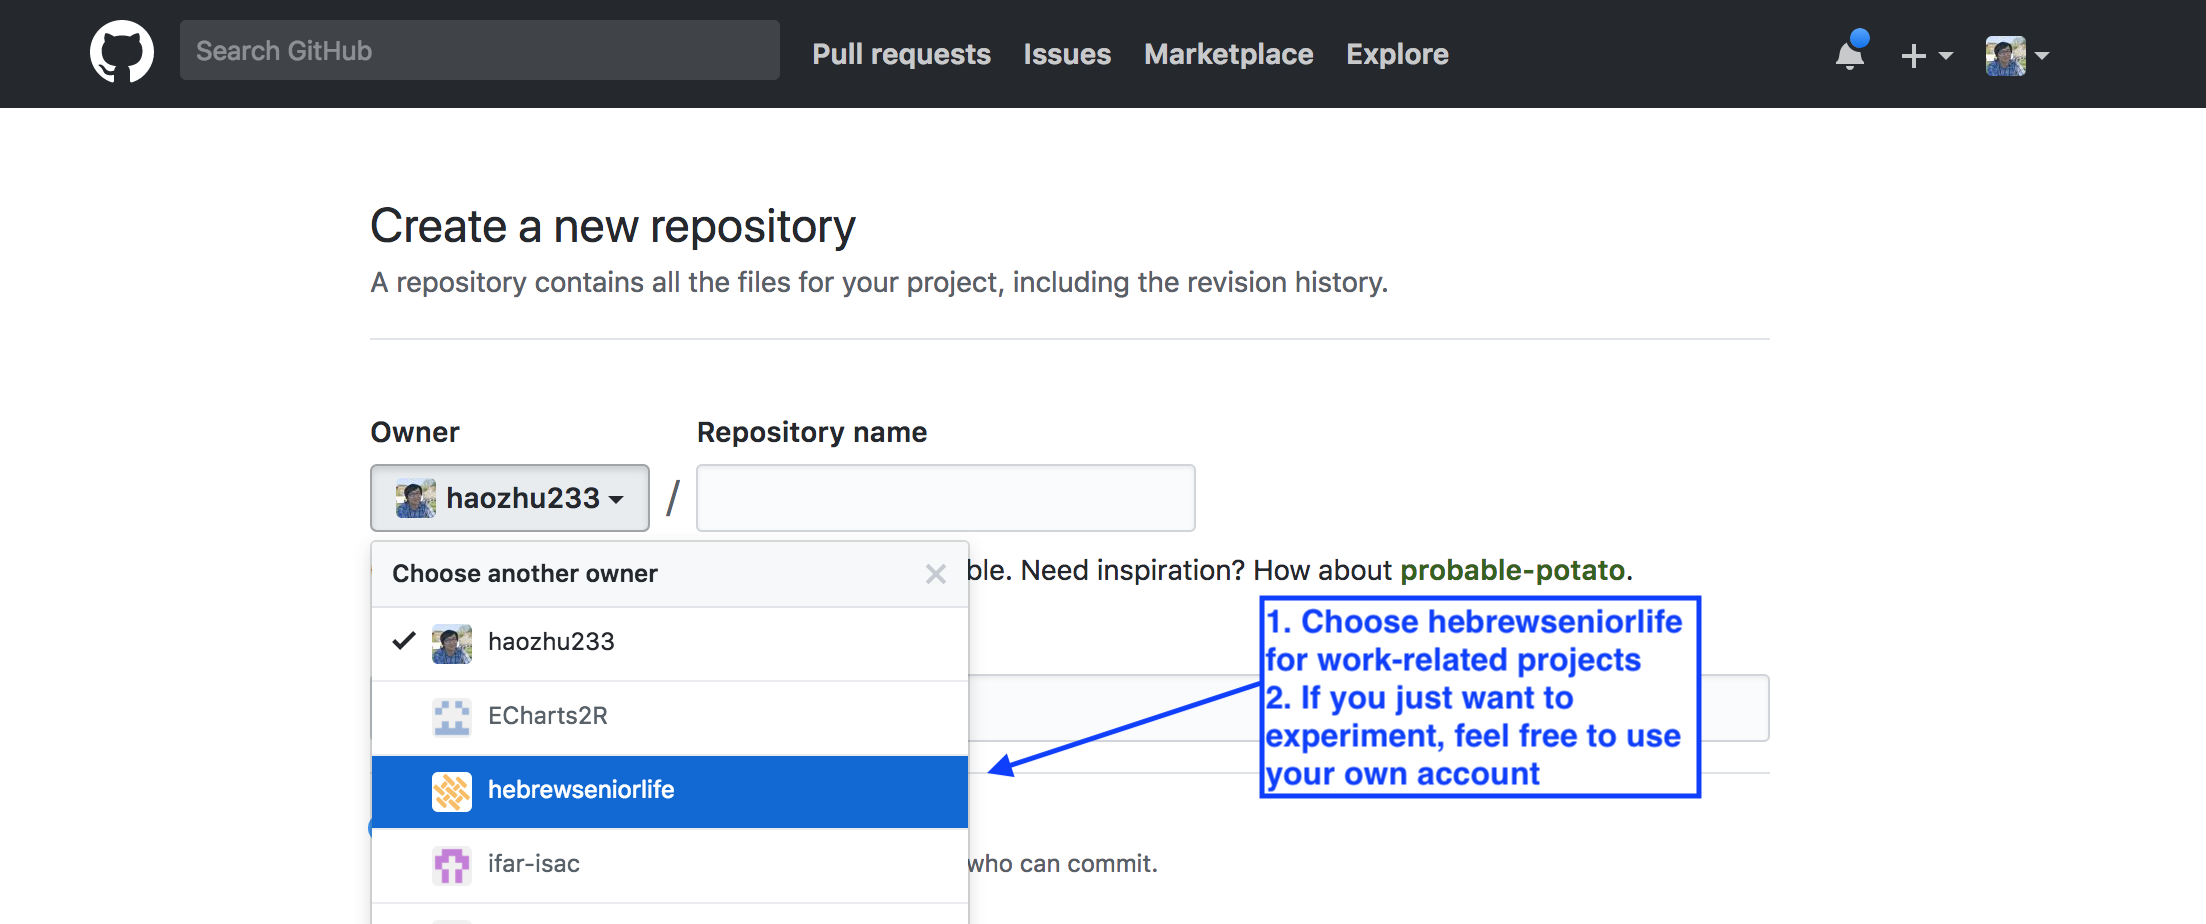 Search GitHub
Pull requests
Issues
Marketplace
Explore
Create a new repository
A repository contains all the files for your project, including the revision history.
Owner
Repository name
haozhu233
/
Choose another owner
ble. Need inspiration? How about probable-potato.
haozhu233
ECharts2R
hebrewseniorlife
ifar-isac
who can commit.
1. Choose hebrewseniorlife
for work-related projects
2. If you just want to
experiment, feel free to use
your own account